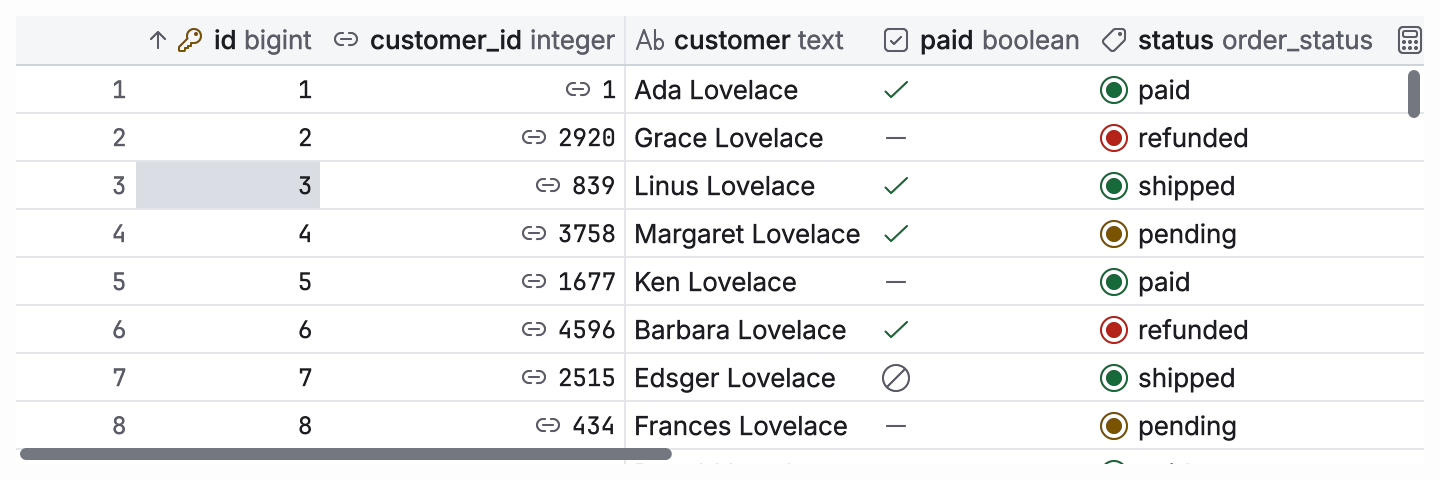 id bigint customer_id integer Ab customer text paid boolean status order_status
1 1 1 Ada Lovelace paid
2 2 2920 Grace Lovelace refunded
3 3 839 Linus Lovelace shipped
4 4 3758 Margaret Lovelace pending
5 5 1677 Ken Lovelace paid
6 6 4596 Barbara Lovelace refunded
7 7 2515 Edsger Lovelace shipped
8 8 434 Frances Lovelace pending